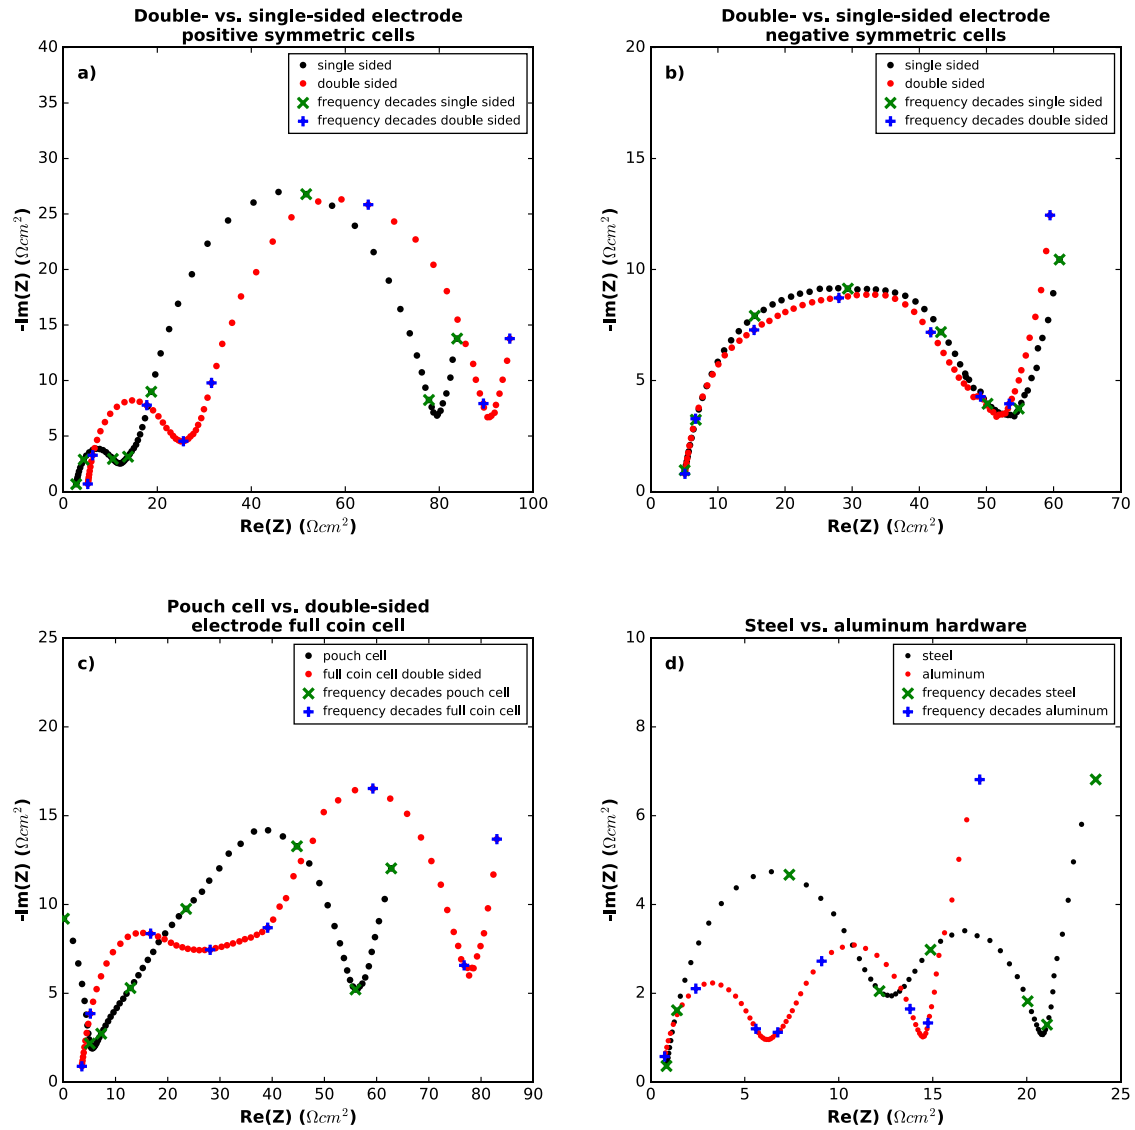 Double- vs. single-sided electrode
positive symmetric cells
a)
single sided
double sided
frequency decades single sided
frequency decades double sided
40
35
30
25
20
15
10
5
0
-Im(Z) (Ωcm²)
0 20 40 60 80 100
Re(Z) (Ωcm²)
Double- vs. single-sided electrode
negative symmetric cells
b)
single sided
double sided
frequency decades single sided
frequency decades double sided
20
15
10
5
0
-Im(Z) (Ωcm²)
0 10 20 30 40 50 60 70
Re(Z) (Ωcm²)
Pouch cell vs. double-sided
electrode full coin cell
c)
pouch cell
full coin cell double sided
frequency decades pouch cell
frequency decades full coin cell
25
20
15
10
5
0
-Im(Z) (Ωcm²)
0 10 20 30 40 50 60 70 80 90
Re(Z) (Ωcm²)
Steel vs. aluminum hardware
d)
steel
aluminum
frequency decades steel
frequency decades aluminum
10
8
6
4
2
0
-Im(Z) (Ωcm²)
0 5 10 15 20 25
Re(Z) (Ωcm²)